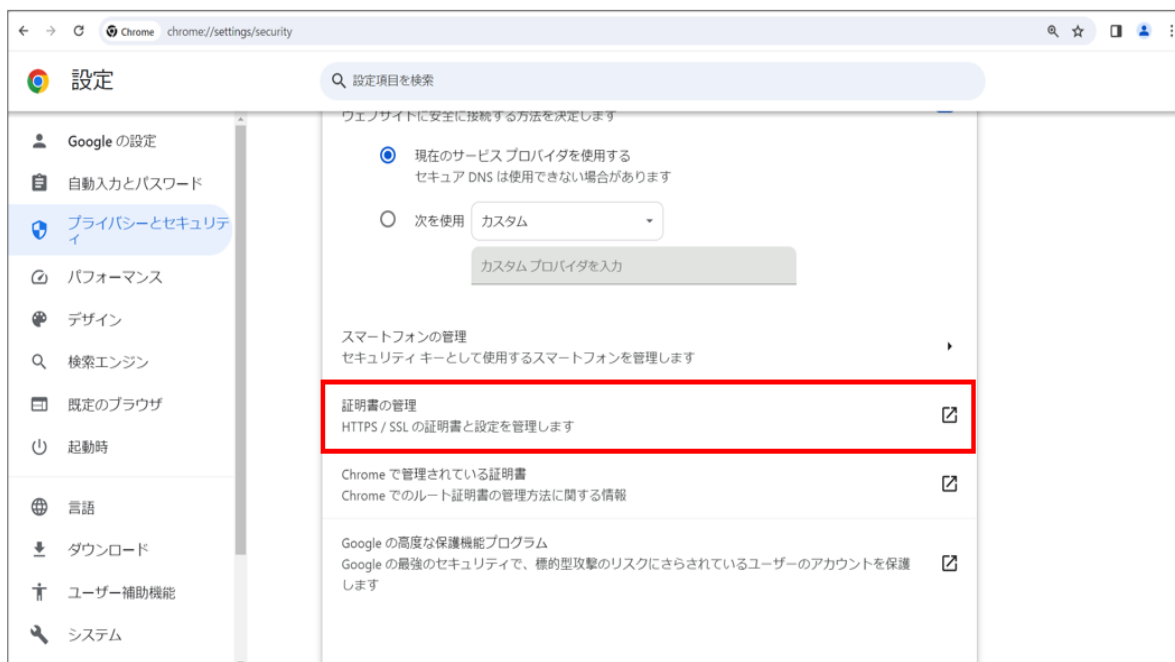 Chrome chrome://settings/security
設定
設定項目を検索
Google の設定
自動入力とパスワード
プライバシーとセキュリテ
ィ
パフォーマンス
デザイン
検索エンジン
既定のブラウザ
起動時
言語
ダウンロード
ユーザー補助機能
システム
ウェブサイトに安全に接続する方法を決定します
現在のサービス プロバイダを使用する
セキュア DNS は使用できない場合があります
次を使用 カスタム
カスタム プロバイダを入力
スマートフォンの管理
セキュリティ キーとして使用するスマートフォンを管理します
証明書の管理
HTTPS / SSL の証明書と設定を管理します
Chrome で管理されている証明書
Chrome でのルート証明書の管理方法に関する情報
Google の高度な保護機能プログラム
Google の最強のセキュリティで、標的型攻撃のリスクにさらされているユーザーのアカウントを保護
します